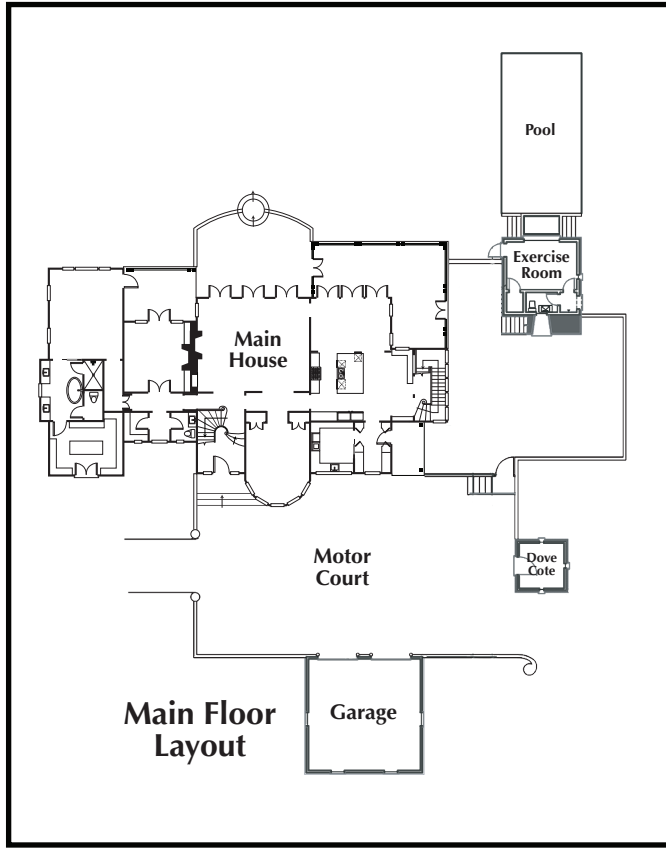 Pool
Exercise
Room
Main
House
Motor
Court
Dove
Cote
Main Floor
Layout
Garage